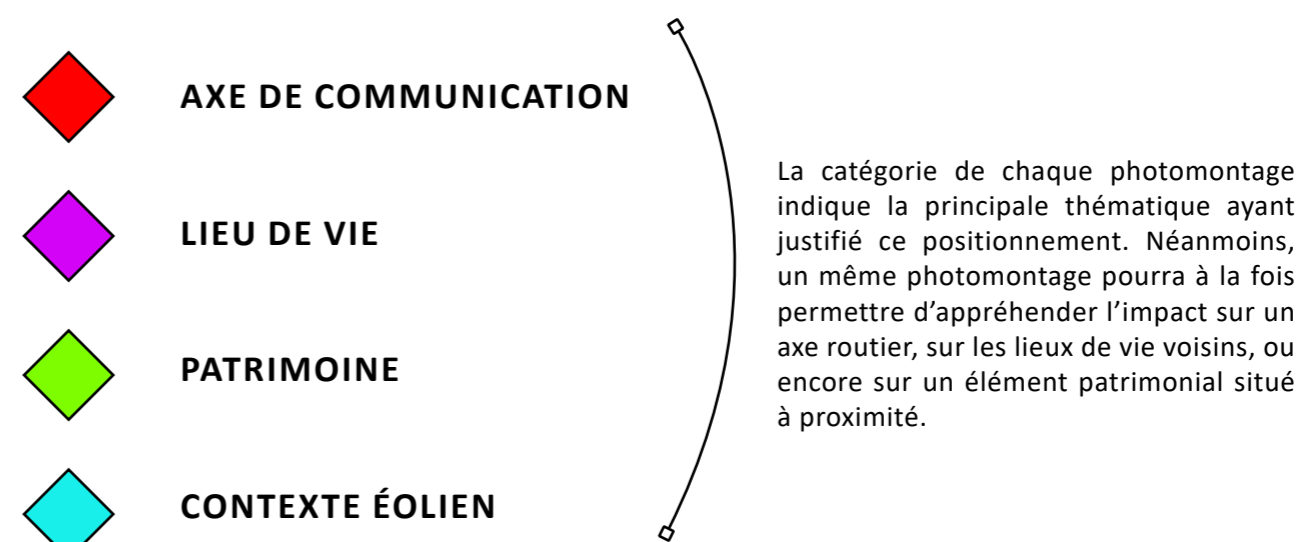 AXE DE COMMUNICATION
LIEU DE VIE
PATRIMOINE
CONTEXTE ÉOLIEN
La catégorie de chaque photomontage
indique la principale thématique ayant
justifié ce positionnement. Néanmoins,
un même photomontage pourra à la fois
permettre d’appréhender l’impact sur un
axe routier, sur les lieux de vie voisins, ou
encore sur un élément patrimonial situé
à proximité.